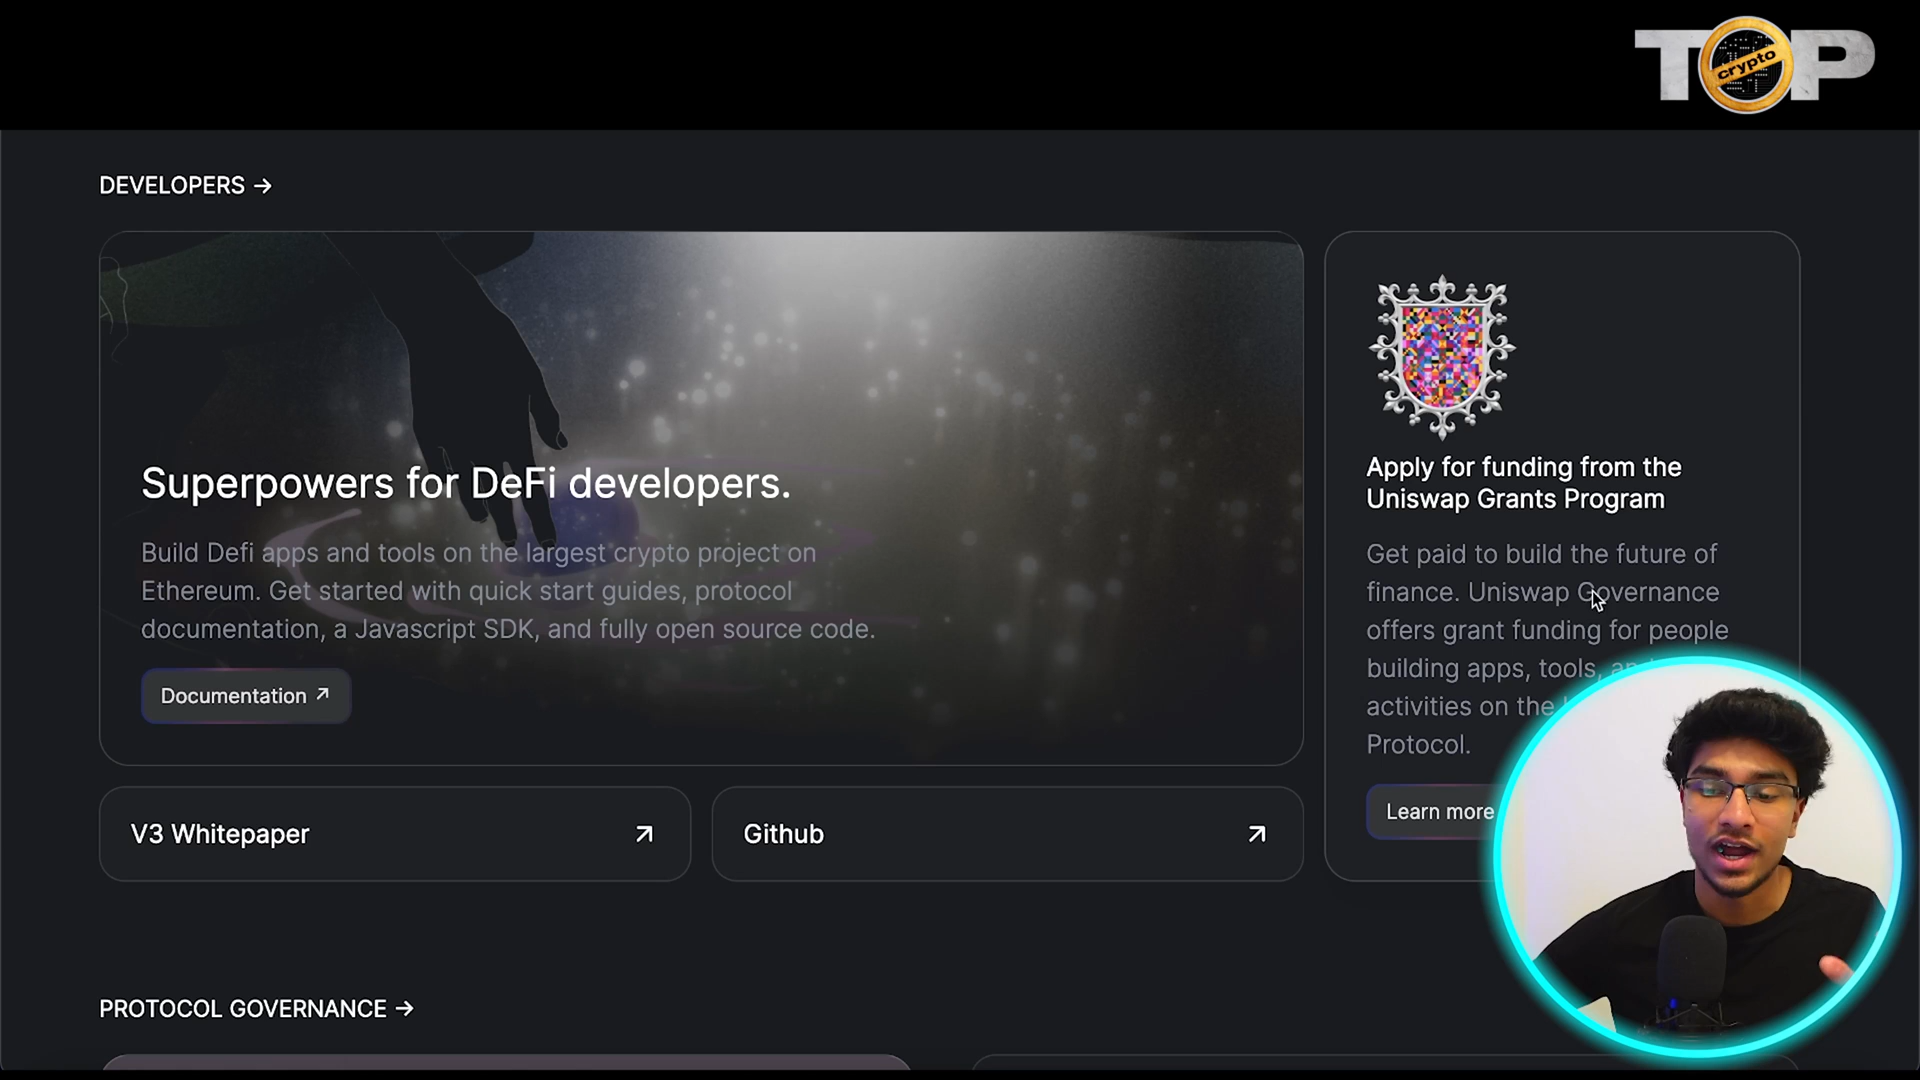 TOP
crypto
DEVELOPERS →
Superpowers for DeFi developers.
Build Defi apps and tools on the largest crypto project on
Ethereum. Get started with quick start guides, protocol
documentation, a Javascript SDK, and fully open source code.
Documentation ↗
V3 Whitepaper ↗
Github ↗
Apply for funding from the
Uniswap Grants Program
Get paid to build the future of
finance. Uniswap Governance
offers grant funding for people
building apps, tools,
activities on the
Protocol.
Learn more
PROTOCOL GOVERNANCE →